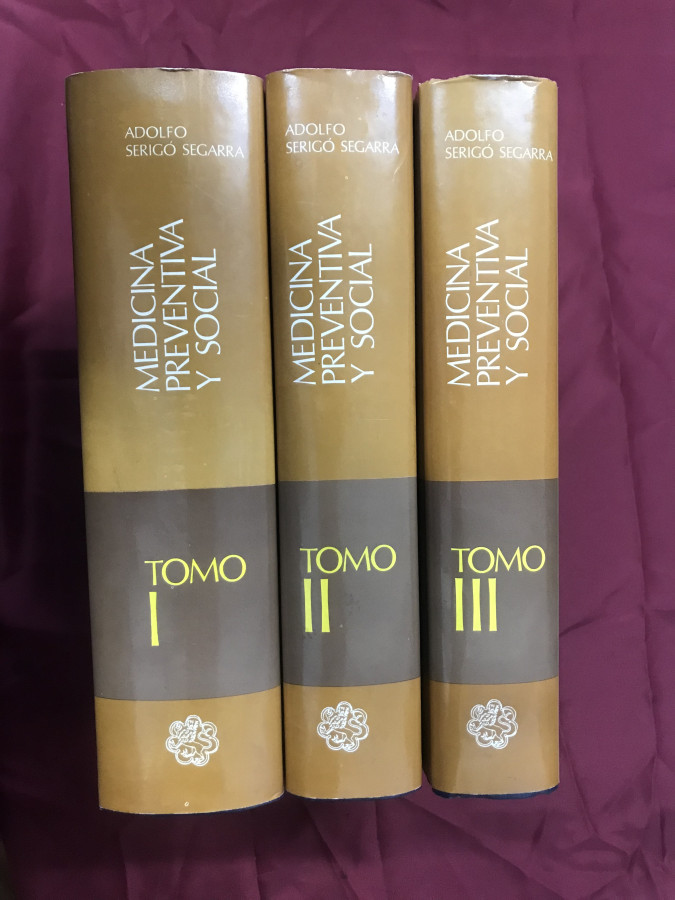 ADOLFO
SERIGÓ SEGARRA
MEDICINA
PREVENTIVA
Y SOCIAL
TOMO
I
ADOLFO
SERIGÓ SEGARRA
MEDICINA
PREVENTIVA
Y SOCIAL
TOMO
II
ADOLFO
SERIGÓ SEGARRA
MEDICINA
PREVENTIVA
Y SOCIAL
TOMO
III